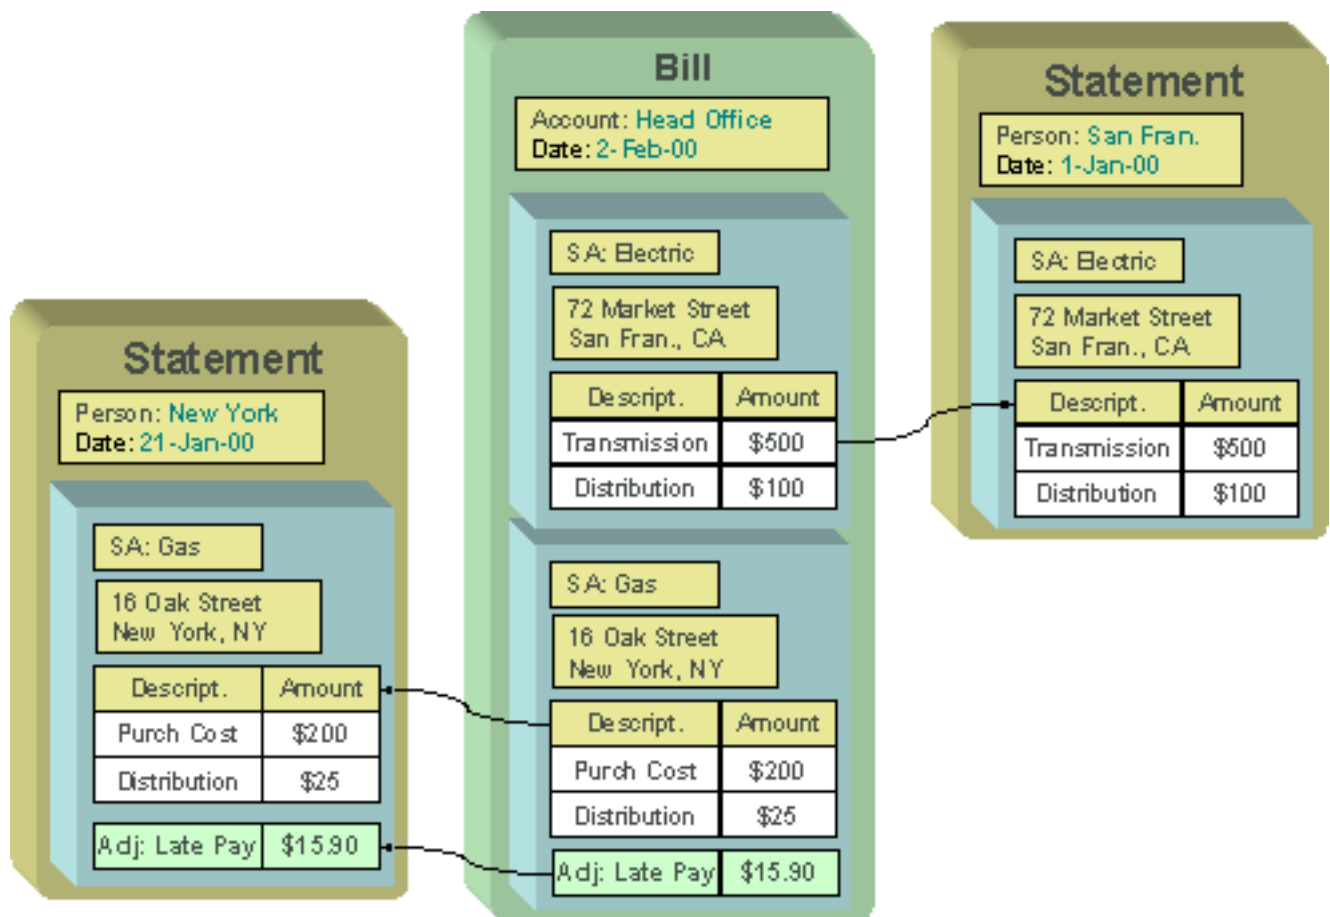 Bill
Account: Head Office
Date: 2-Feb-00
SA: Electric
72 Market Street
San Fran., CA
Descript. Amount
Transmission $500
Distribution $100
SA: Gas
16 Oak Street
New York, NY
Descript. Amount
Purch Cost $200
Distribution $25
Adj: Late Pay $15.90
Statement
Person: San Fran.
Date: 1-Jan-00
SA: Electric
72 Market Street
San Fran., CA
Descript. Amount
Transmission $500
Distribution $100
Statement
Person: New York
Date: 21-Jan-00
SA: Gas
16 Oak Street
New York, NY
Descript. Amount
Purch Cost $200
Distribution $25
Adj: Late Pay $15.90